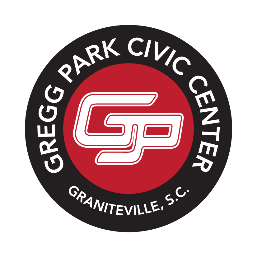 GREGG PARK CIVIC CENTER
GP
GRANITEVILLE, S.C.